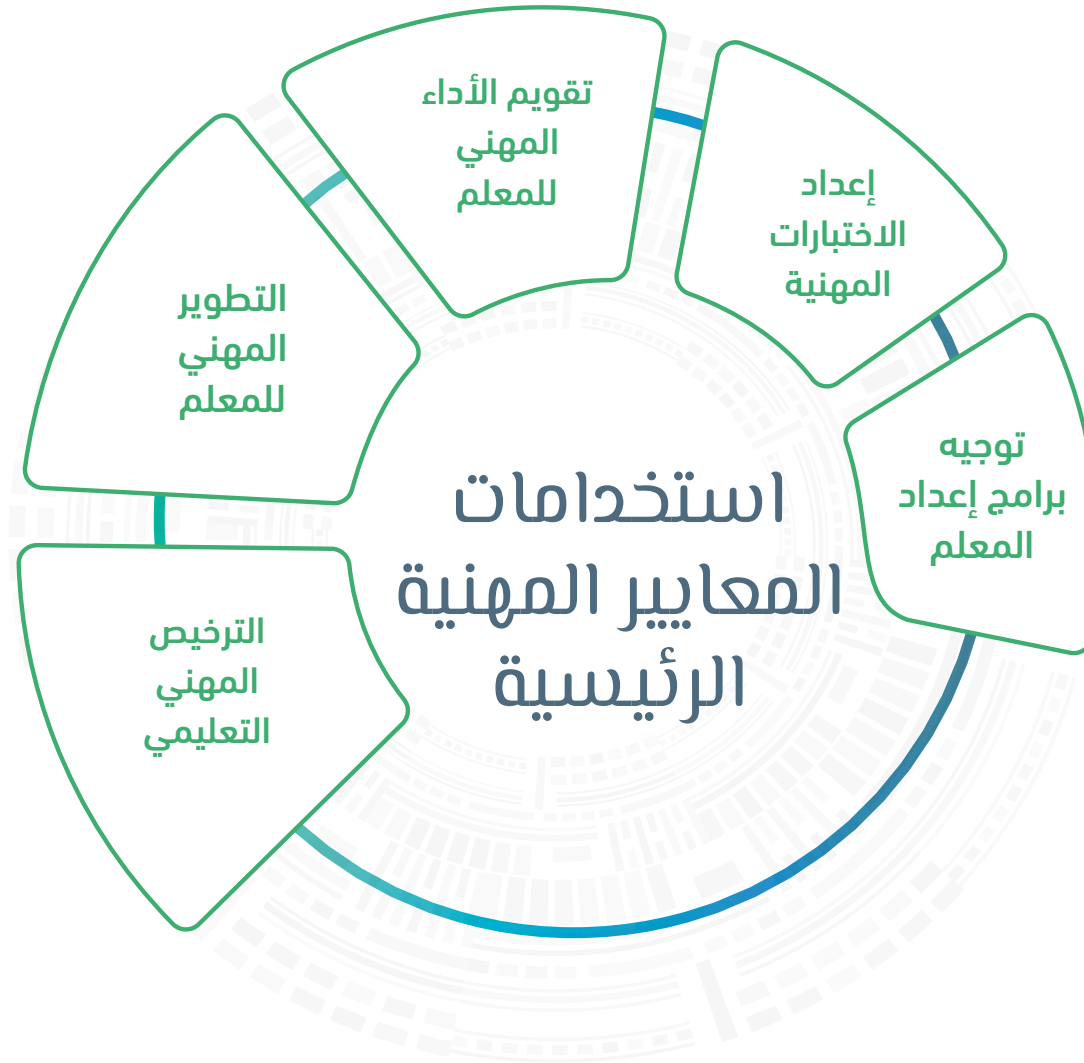 استخدامات
المعايير المهنية
الرئيسية
توجيه
برامج إعداد
المعلم
إعداد
الاختبارات
المهنية
تقويم الأداء
المهني
للمعلم
التطوير
المهني
للمعلم
الترخيص
المهني
التعليمي